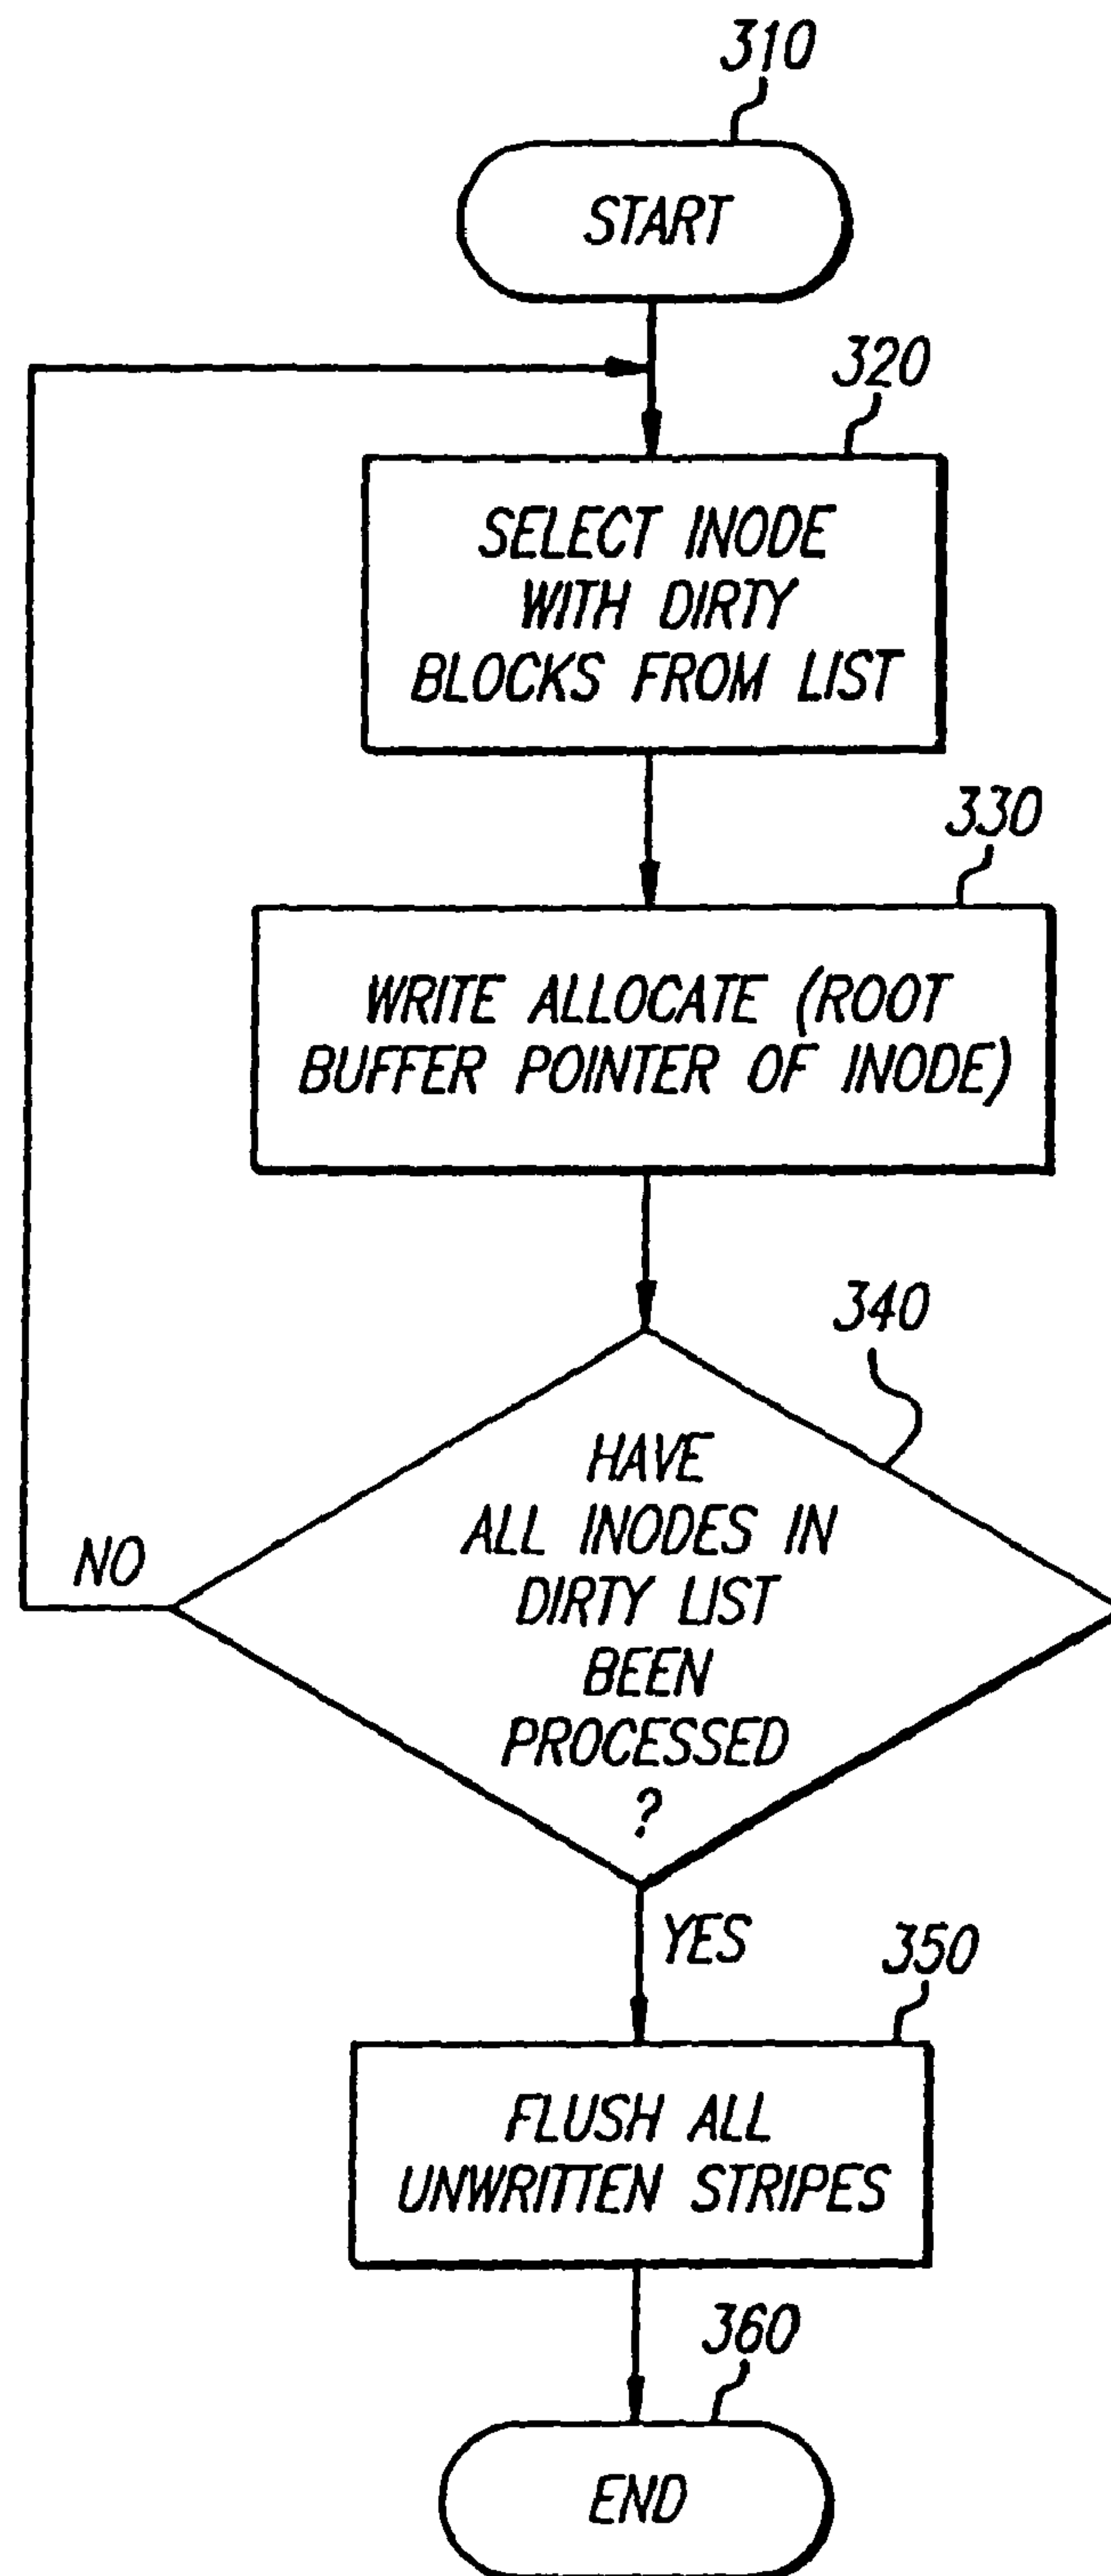 310
START
320
SELECT INODE
WITH DIRTY
BLOCKS FROM LIST
330
WRITE ALLOCATE (ROOT
BUFFER POINTER OF INODE)
340
HAVE
ALL INODES IN
DIRTY LIST
BEEN
PROCESSED
?
NO
YES
350
FLUSH ALL
UNWRITTEN STRIPES
360
END